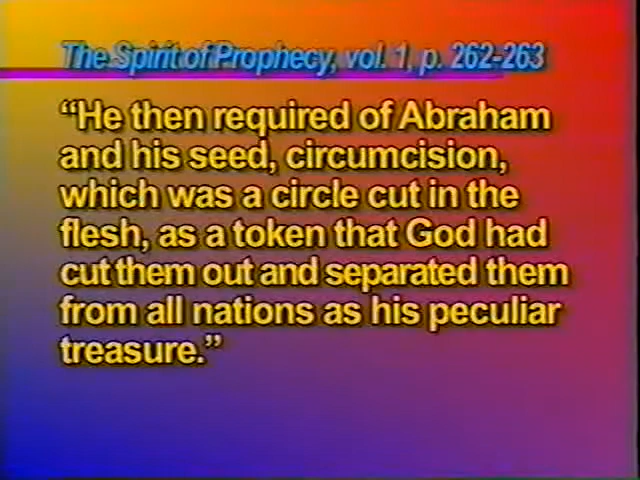 The Spirit of Prophecy, vol. 1, p. 262-263
“He then required of Abraham
and his seed, circumcision,
which was a circle cut in the
flesh, as a token that God had
cut them out and separated them
from all nations as his peculiar
treasure.”